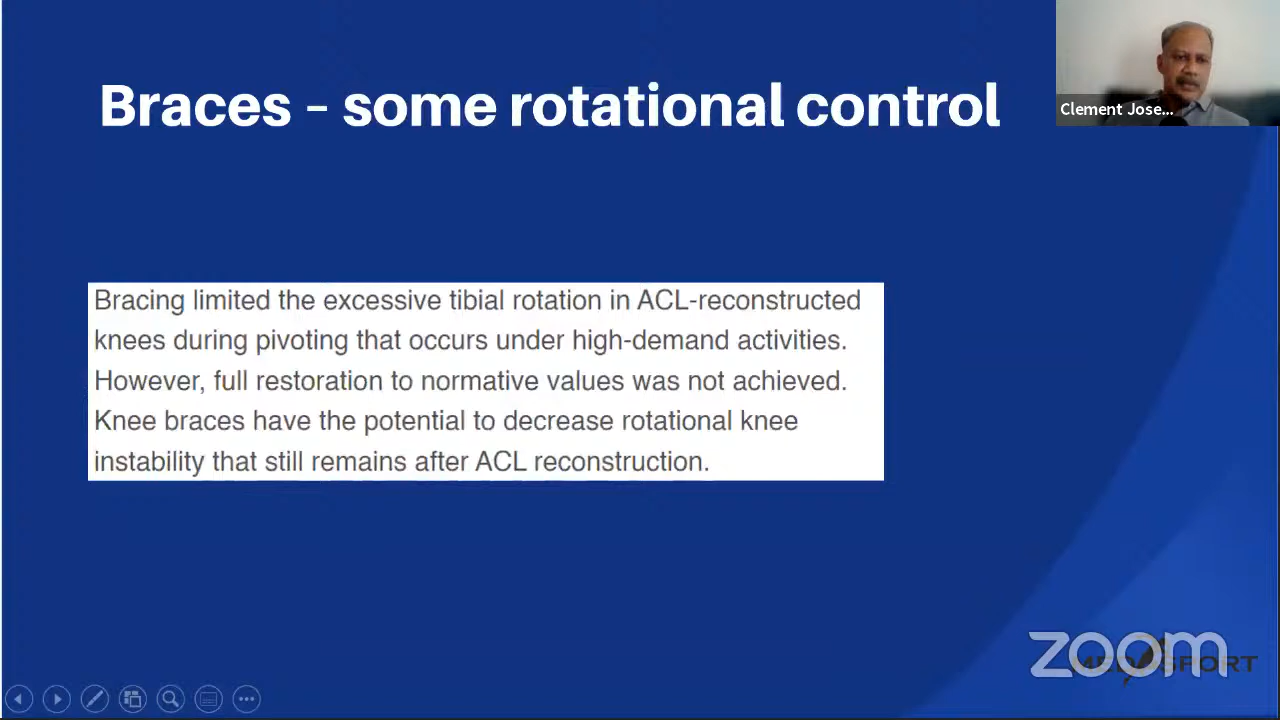 Braces – some rotational control
Clement Jose...
Bracing limited the excessive tibial rotation in ACL-reconstructed
knees during pivoting that occurs under high-demand activities.
However, full restoration to normative values was not achieved.
Knee braces have the potential to decrease rotational knee
instability that still remains after ACL reconstruction.
zoom
MEDSPORT